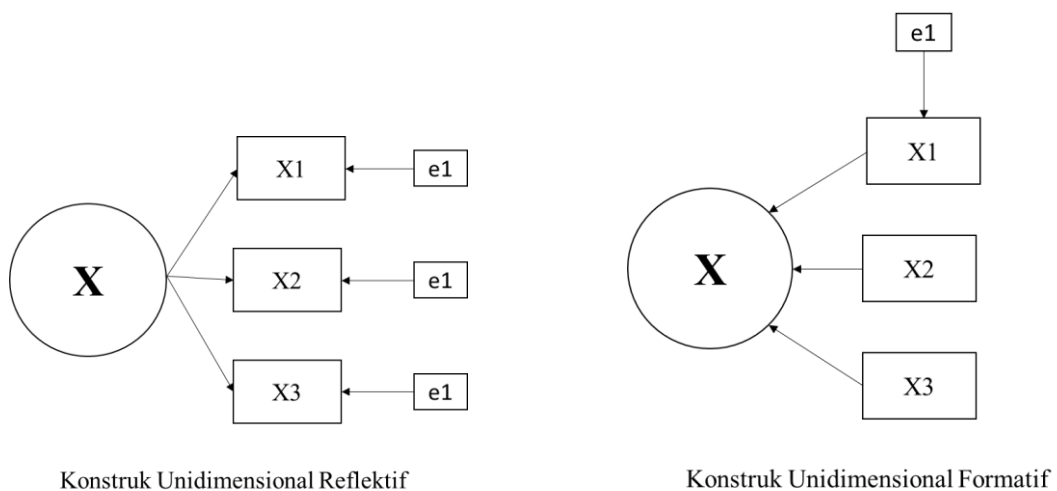 X
X1
e1
X2
e1
X3
e1
Konstruk Unidimensional Reflektif
e1
X1
X
X2
X3
Konstruk Unidimensional Formatif